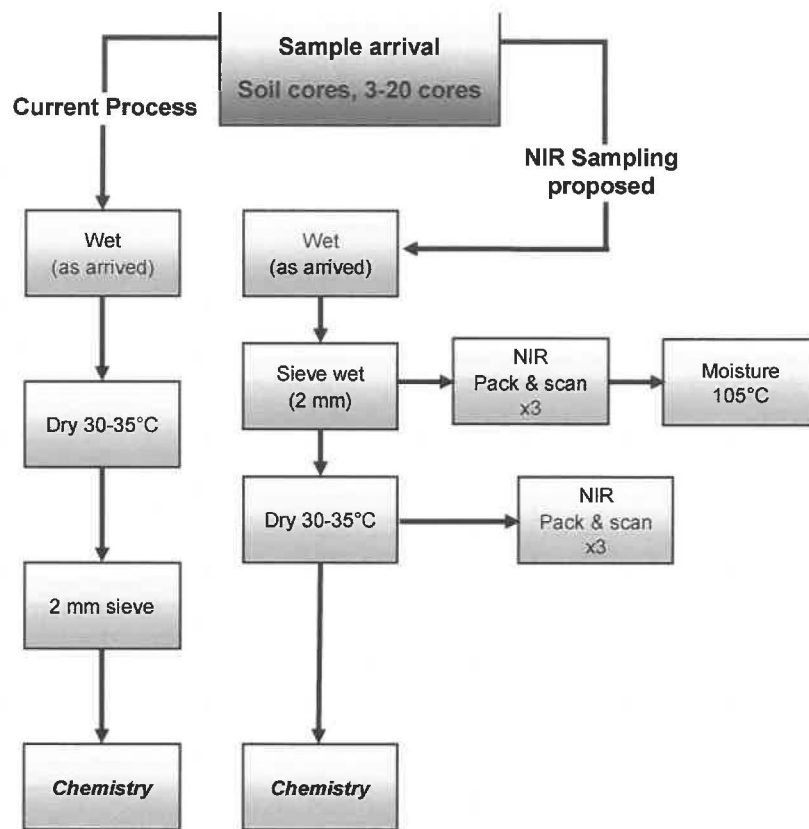 Sample arrival
Soil cores, 3-20 cores
Current Process
NIR Sampling
proposed
Wet
(as arrived)
Wet
(as arrived)
Sieve wet
(2 mm)
NIR
Pack & scan
x3
Moisture
105°C
Dry 30-35°C
Dry 30-35°C
NIR
Pack & scan
x3
2 mm sieve
Chemistry
Chemistry